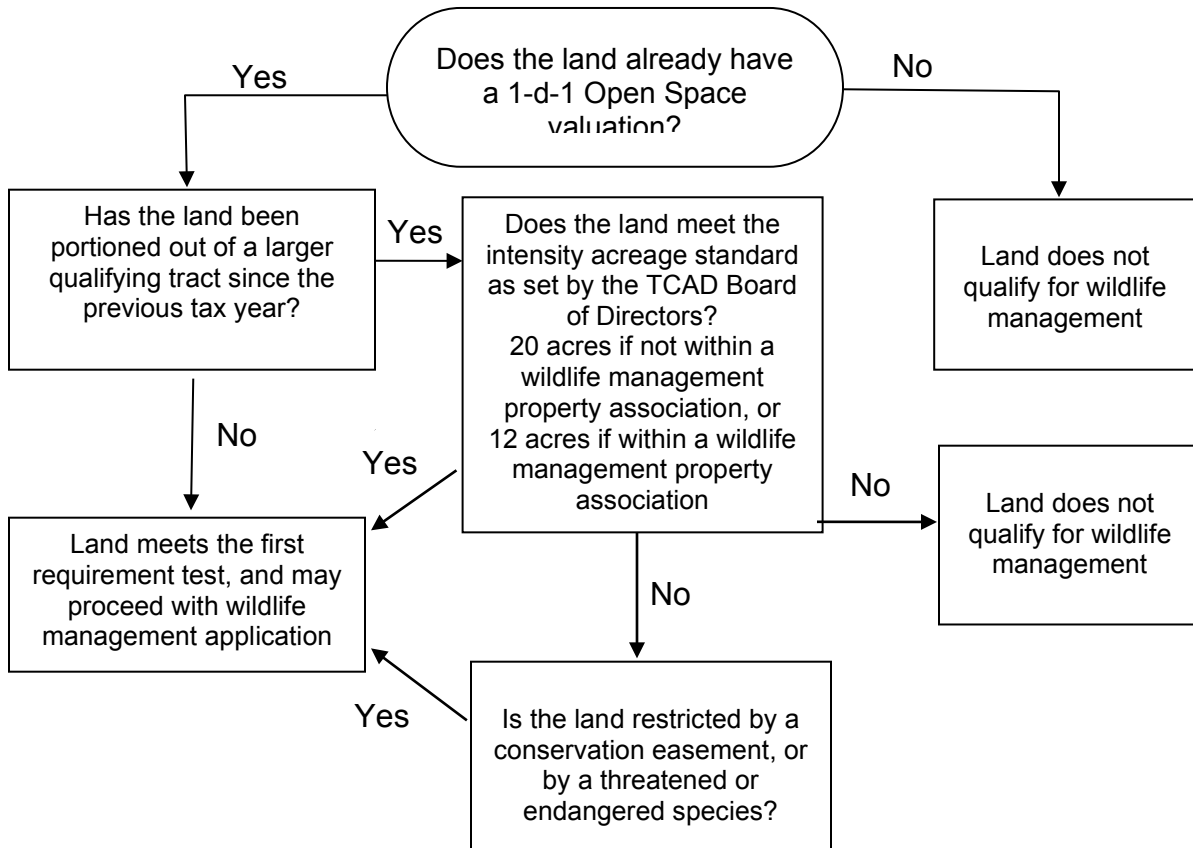 Does the land already have
a 1-d-1 Open Space
valuation?
Yes
No
Has the land been
portioned out of a larger
qualifying tract since the
previous tax year?
Yes
Does the land meet the
intensity acreage standard
as set by the TCAD Board
of Directors?
20 acres if not within a
wildlife management
property association, or
12 acres if within a wildlife
management property
association
Land does not
qualify for wildlife
management
No
Yes
No
Land does not
qualify for wildlife
management
Land meets the first
requirement test, and may
proceed with wildlife
management application
No
Yes
Is the land restricted by a
conservation easement, or
by a threatened or
endangered species?